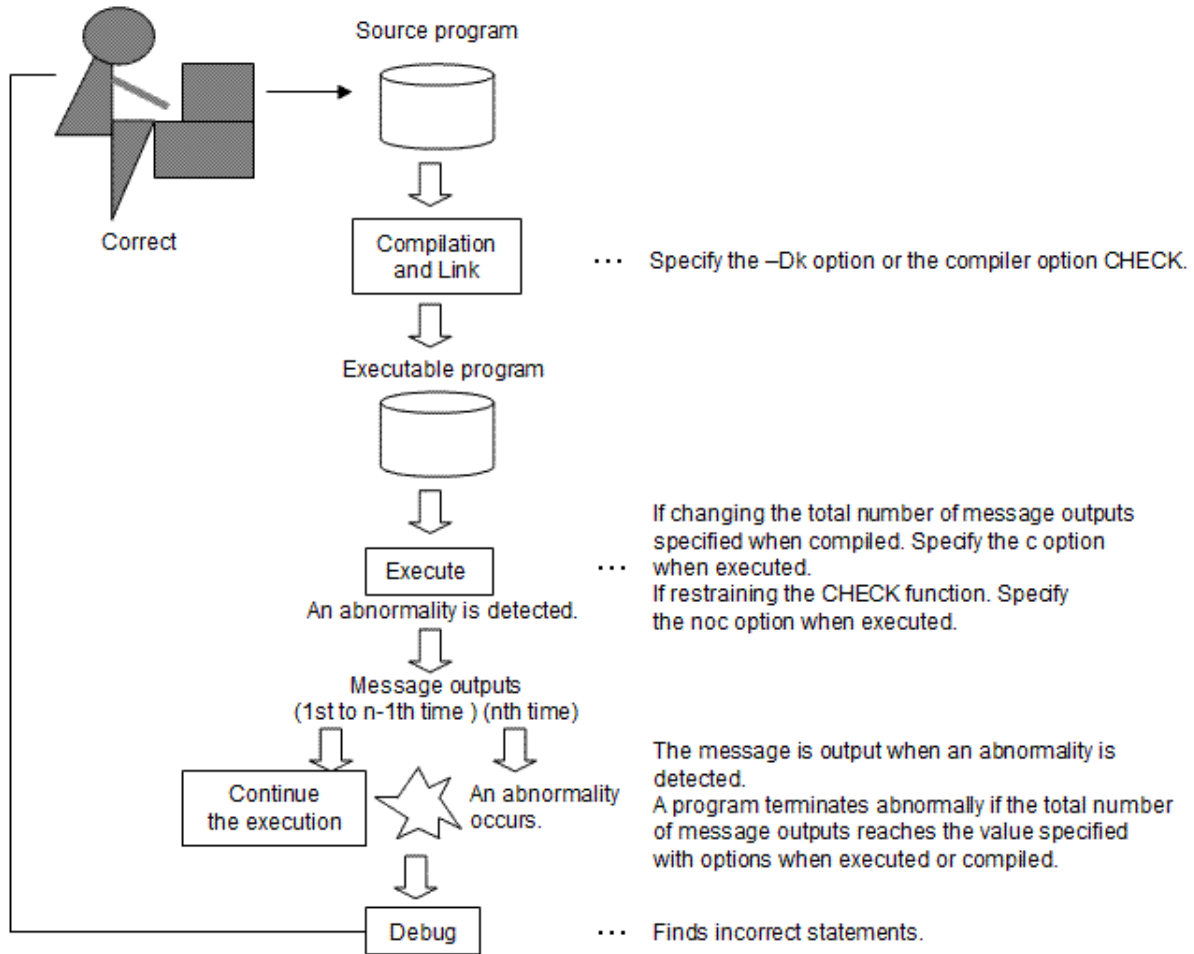 Source program
Correct
Compilation
and Link
... Specify the –Dk option or the compiler option CHECK.
Executable program
If changing the total number of message outputs
specified when compiled. Specify the c option
when executed.
If restraining the CHECK function. Specify
the noc option when executed.
Execute
...
An abnormality is detected.
Message outputs
(1st to n-1th time ) (nth time)
Continue
the execution
An abnormality
occurs.
The message is output when an abnormality is
detected.
A program terminates abnormally if the total number
of message outputs reaches the value specified
with options when executed or compiled.
Debug
... Finds incorrect statements.